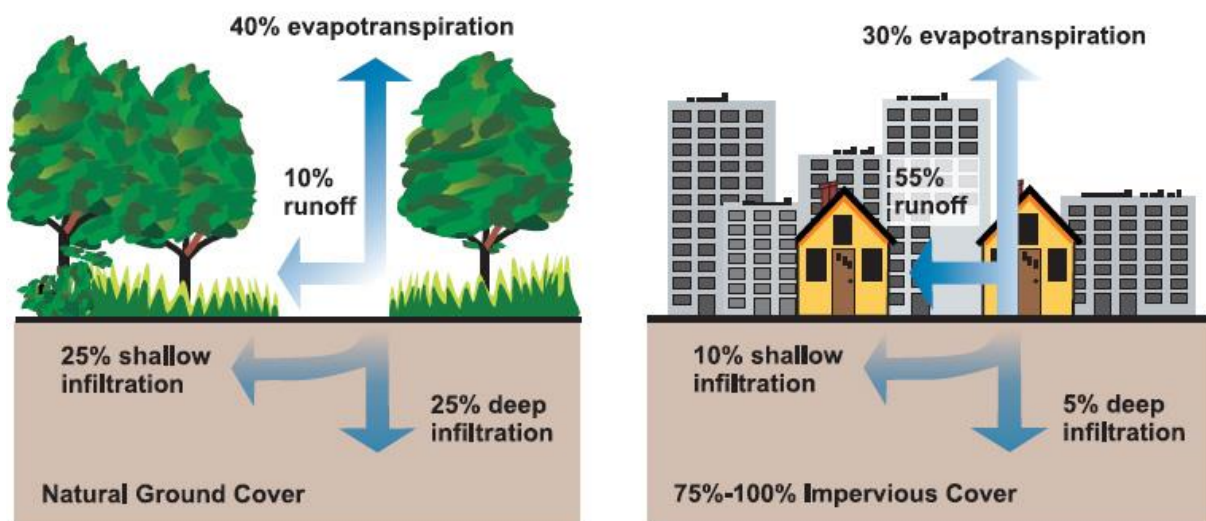 40% evapotranspiration
10%
runoff
25% shallow
infiltration
25% deep
infiltration
Natural Ground Cover
30% evapotranspiration
55%
runoff
10% shallow
infiltration
5% deep
infiltration
75%-100% Impervious Cover